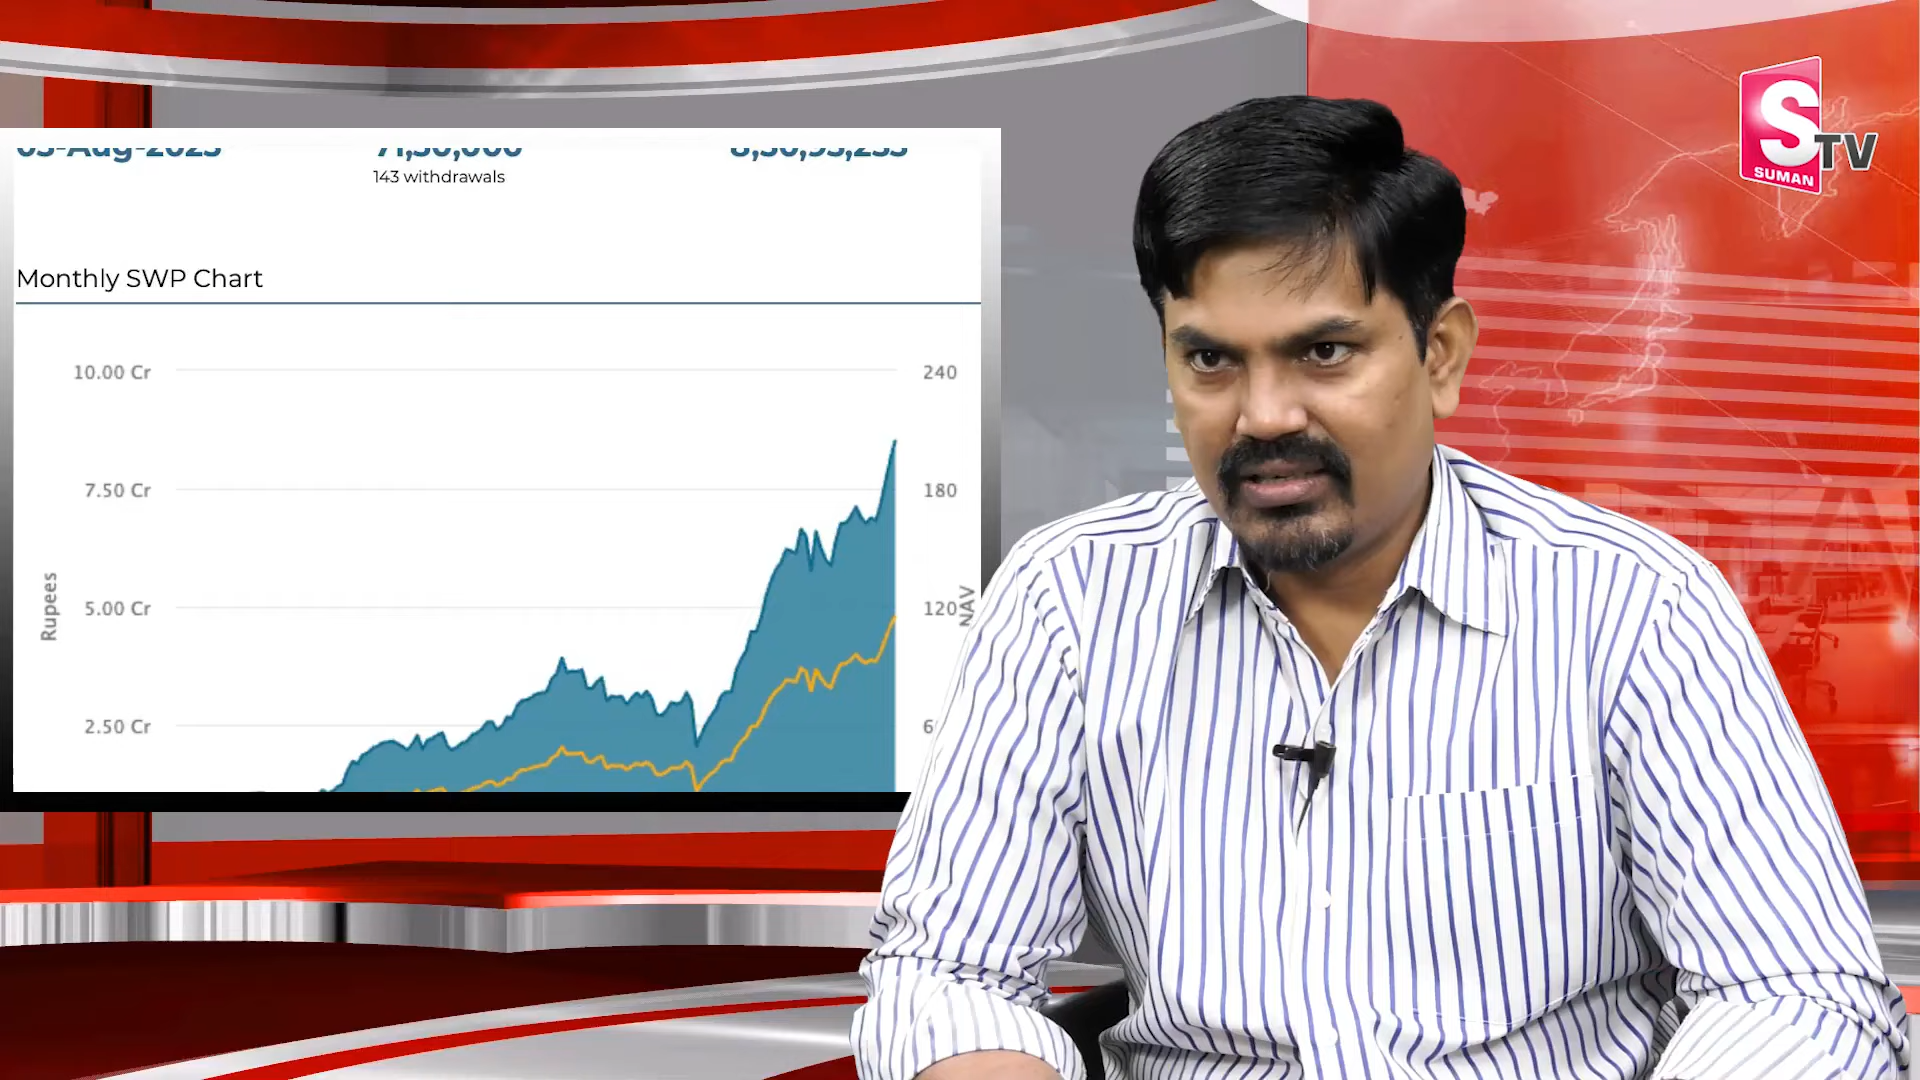 143 withdrawals
Monthly SWP Chart
10.00 Cr
7.50 Cr
5.00 Cr
2.50 Cr
Rupees
240
180
120
NAV
S
TV
SUMAN